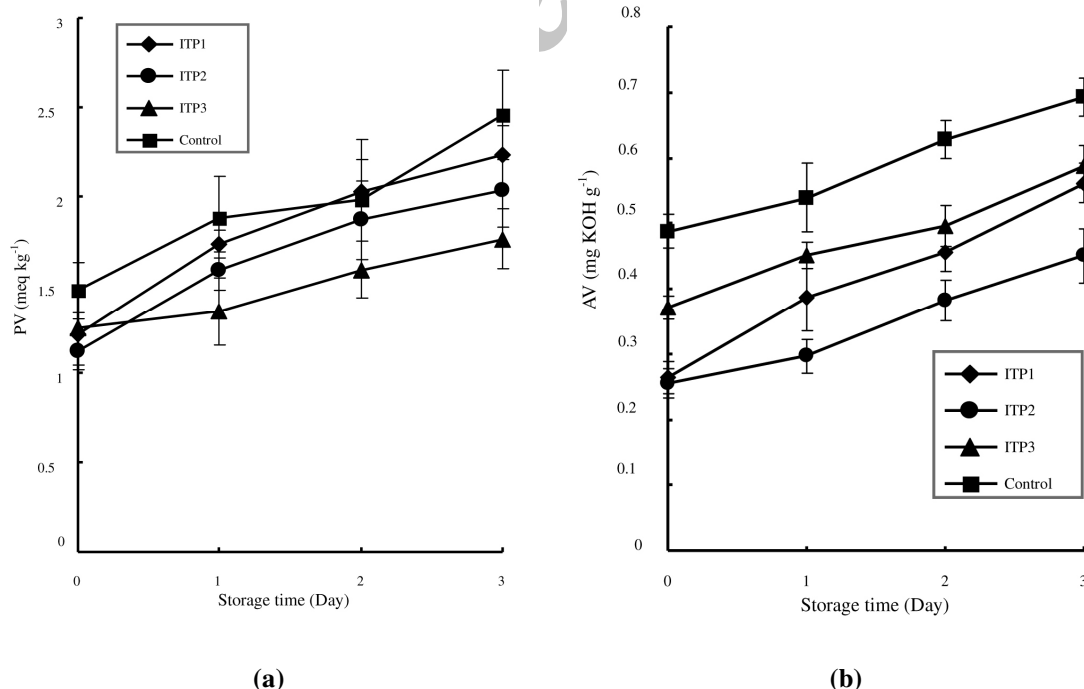 3
2.5
2
1.5
1
0.5
0
PV (meq kg-1)
ITP1
ITP2
ITP3
Control
0 1 2 3
Storage time (Day)
(a)
0.8
0.7
0.6
0.5
0.4
0.3
0.2
0.1
0
AV (mg KOH g-1)
ITP1
ITP2
ITP3
Control
0 1 2 3
Storage time (Day)
(b)